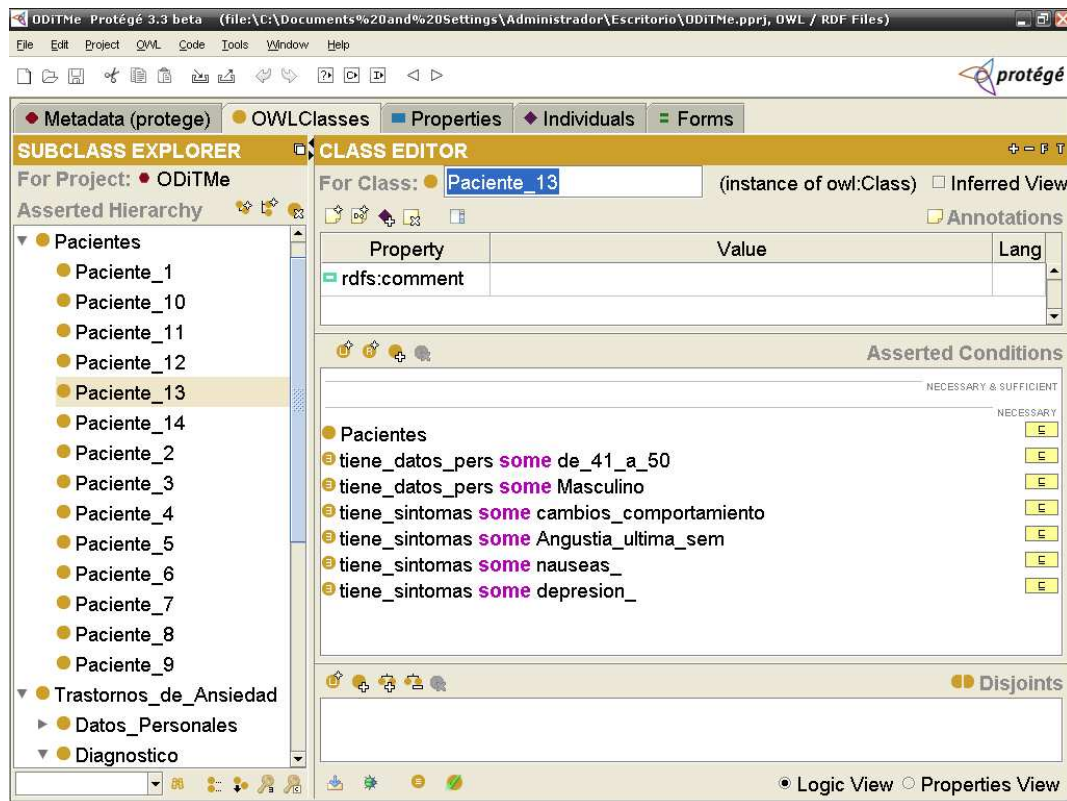 ODiTMe Protégé 3.3 beta (file:\C:\Documents%20and%20Settings\Administrador\Escritorio\ODiTMe.pprj, OWL / RDF Files)
File Edit Project OWL Code Tools Window Help
protégé
Metadata (protege) OWLClasses Properties Individuals Forms
SUBCLASS EXPLORER
For Project: ODiTMe
Asserted Hierarchy
Pacientes
Paciente_1
Paciente_10
Paciente_11
Paciente_12
Paciente_13
Paciente_14
Paciente_2
Paciente_3
Paciente_4
Paciente_5
Paciente_6
Paciente_7
Paciente_8
Paciente_9
Trastornos_de_Ansiedad
Datos_Personales
Diagnostico
CLASS EDITOR
For Class: Paciente_13 (instance of owl:Class) Inferred View
Annotations
Property Value Lang
rdfs:comment
Asserted Conditions
NECESSARY & SUFFICIENT
NECESSARY
Pacientes
tiene_datos_pers some de_41_a_50
tiene_datos_pers some Masculino
tiene_sintomas some cambios_comportamiento
tiene_sintomas some Angustia_ultima_sem
tiene_sintomas some nauseas_
tiene_sintomas some depresion_
Disjoints
Logic View Properties View